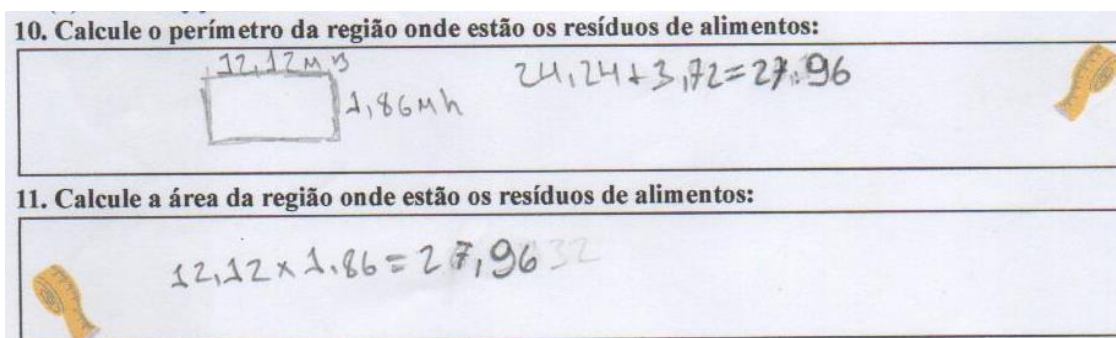 10. Calcule o perímetro da região onde estão os resíduos de alimentos:
12,12 M B
1,86 M h
24,24 + 3,72 = 27.96
11. Calcule a área da região onde estão os resíduos de alimentos:
12,12 x 1.86 = 27,96